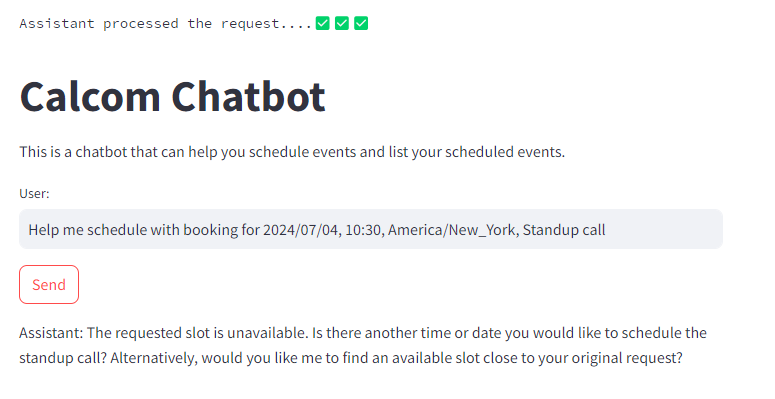 Assistant processed the request....✅✅✅
Calcom Chatbot
This is a chatbot that can help you schedule events and list your scheduled events.
User:
Help me schedule with booking for 2024/07/04, 10:30, America/New_York, Standup call
Send
Assistant: The requested slot is unavailable. Is there another time or date you would like to schedule the
standup call? Alternatively, would you like me to find an available slot close to your original request?